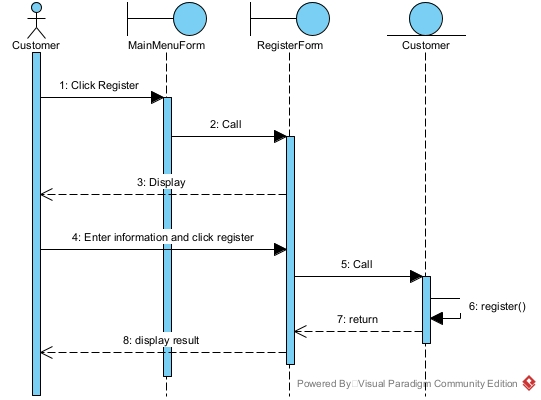 Customer
MainMenuForm
RegisterForm
Customer
1: Click Register
2: Call
3: Display
4: Enter information and click register
5: Call
6: register()
7: return
8: display result
Powered By Visual Paradigm Community Edition